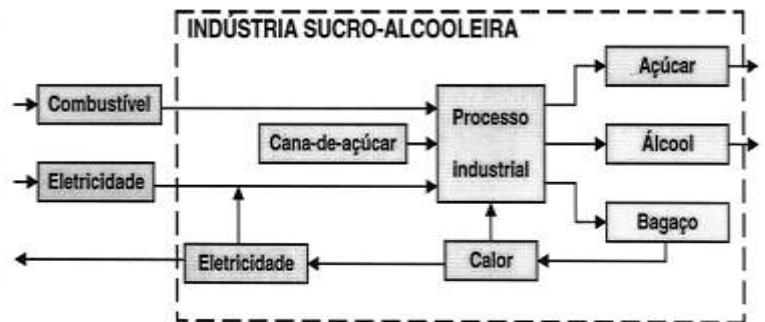 INDÚSTRIA SUCRO-ALCOOLEIRA
Açúcar
Combustível
Processo
industrial
Cana-de-açúcar
Álcool
Eletricidade
Bagaço
Eletricidade
Calor